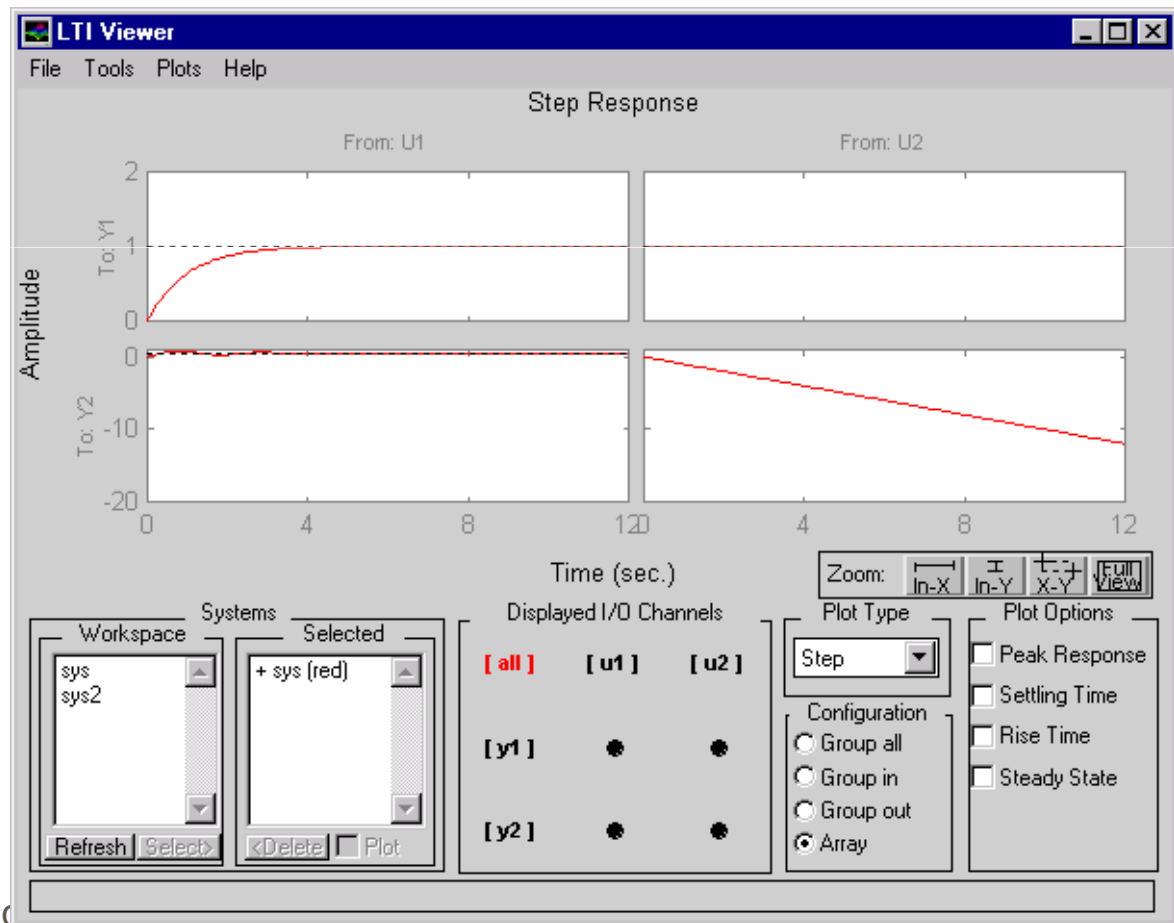 LTI Viewer
File Tools Plots Help
Step Response
From: U1 From: U2
Amplitude
To: Y1
2
1
0
To: Y2
0
-10
-20
0 4 8 12 0 4 8 12
Time (sec.)
Zoom: In-X In-Y X-Y Full View
Systems
Workspace
sys
sys2
Refresh Select>
Selected
+ sys (red)
<Delete Plot
Displayed I/O Channels
[ all ] [ u1 ] [ u2 ]
[ y1 ]
[ y2 ]
Plot Type
Step
Configuration
Group all
Group in
Group out
Array
Plot Options
Peak Response
Settling Time
Rise Time
Steady State